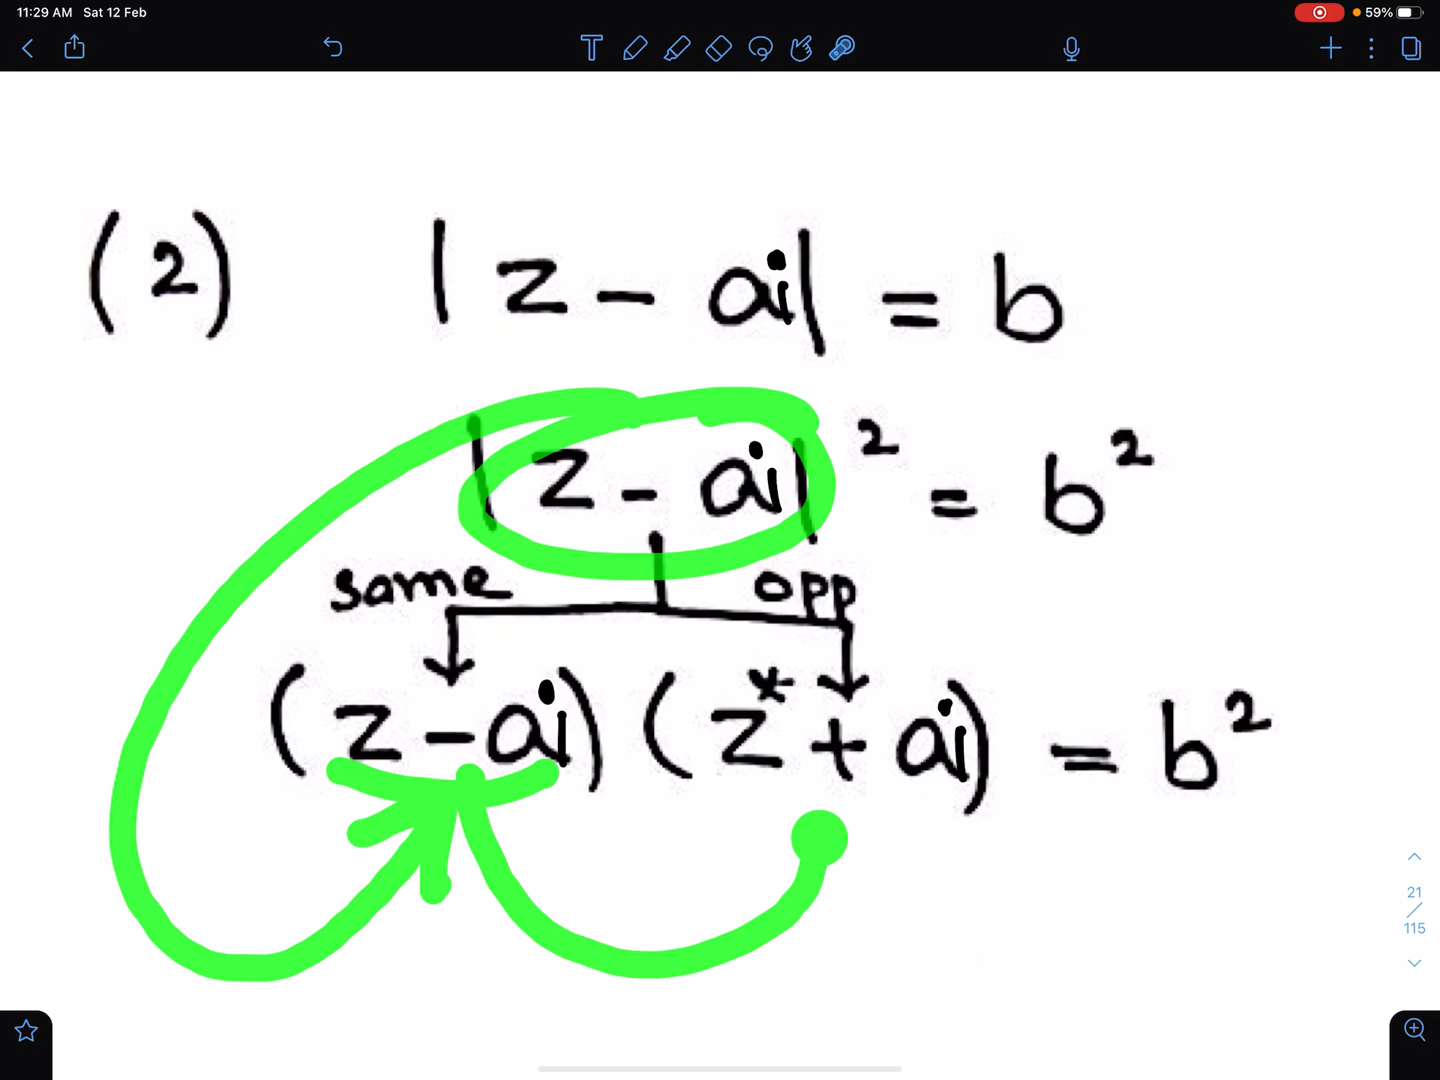 11:29 AM Sat 12 Feb 59%
(2) |z - ai| = b
|z - ai|² = b²
same opp
(z - ai) (z* + ai) = b²
21
/
115